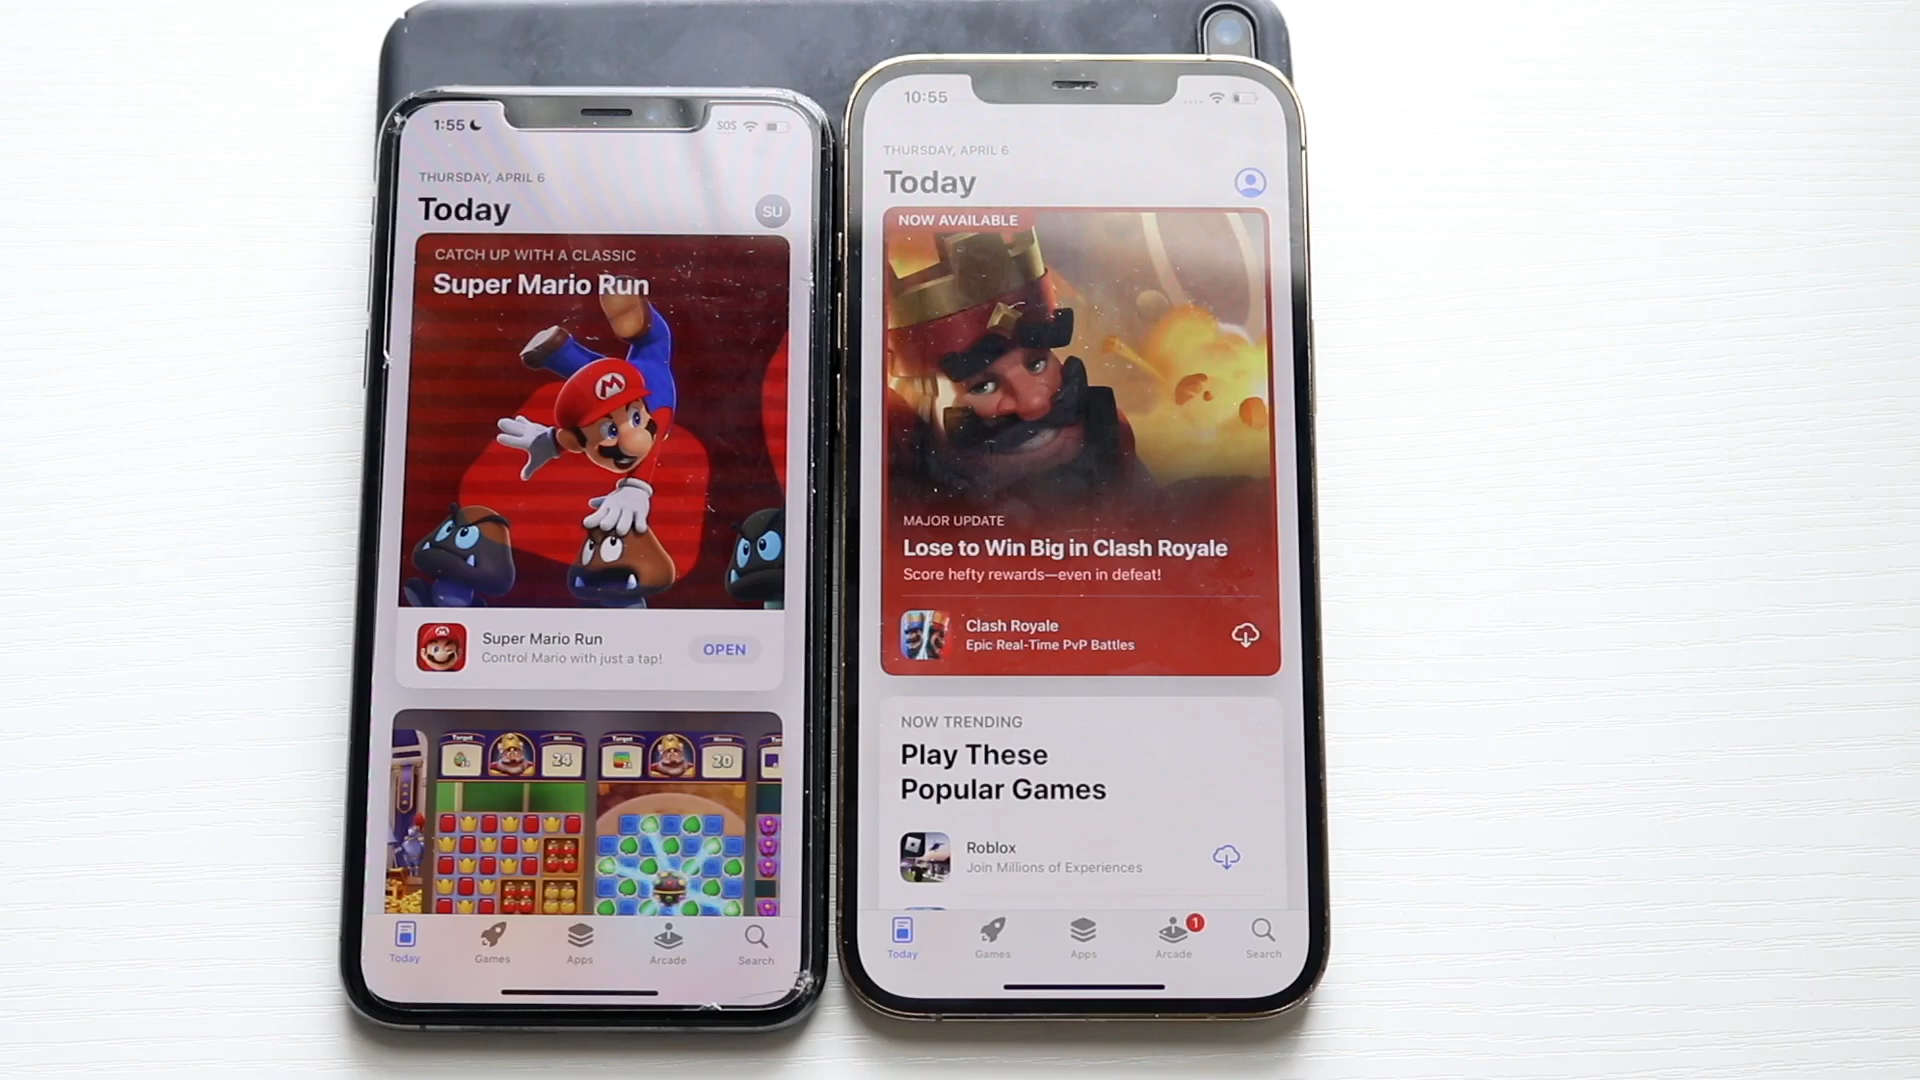 1:55
SOS
THURSDAY, APRIL 6
Today
SU
CATCH UP WITH A CLASSIC
Super Mario Run
M
Super Mario Run
Control Mario with just a tap!
OPEN
Target
Moves
24
Target
Moves
20
Today
Games
Apps
Arcade
Search
10:55
THURSDAY, APRIL 6
Today
NOW AVAILABLE
MAJOR UPDATE
Lose to Win Big in Clash Royale
Score hefty rewards—even in defeat!
Clash Royale
Epic Real-Time PvP Battles
NOW TRENDING
Play These
Popular Games
Roblox
Join Millions of Experiences
1
Today
Games
Apps
Arcade
Search